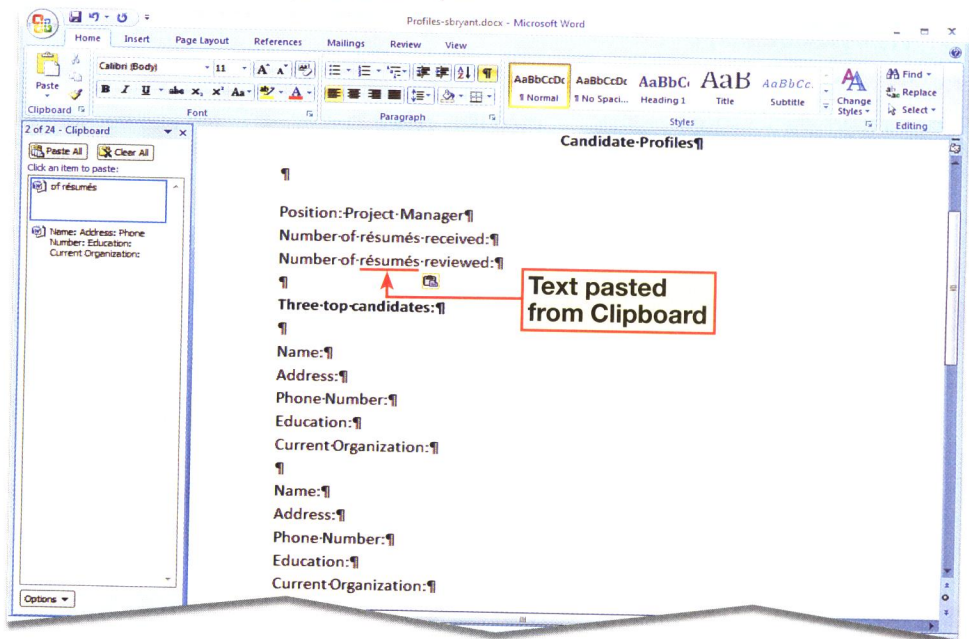 Profiles-sbryant.docx - Microsoft Word
Home Insert Page Layout References Mailings Review View
Paste
Clipboard
Calibri (Body) 11 A A
B I U abe x, x² Aa A
Font
Paragraph
AaBbCcDc AaBbCcDc AaBbC AaB AaBbCc.
¶ Normal ¶ No Spaci... Heading 1 Title Subtitle
Change Styles
Styles
Find
Replace
Select
Editing
2 of 24 - Clipboard
Paste All Clear All
Click an item to paste:
of résumés
Name: Address: Phone
Number: Education:
Current Organization:
Options
Candidate·Profiles¶
¶
Position:·Project·Manager¶
Number·of·résumés·received:¶
Number·of·résumés·reviewed:¶
¶
Three·top·candidates:¶
¶
Name:¶
Address:¶
Phone·Number:¶
Education:¶
Current·Organization:¶
¶
Name:¶
Address:¶
Phone·Number:¶
Education:¶
Current·Organization:¶
Text pasted
from Clipboard